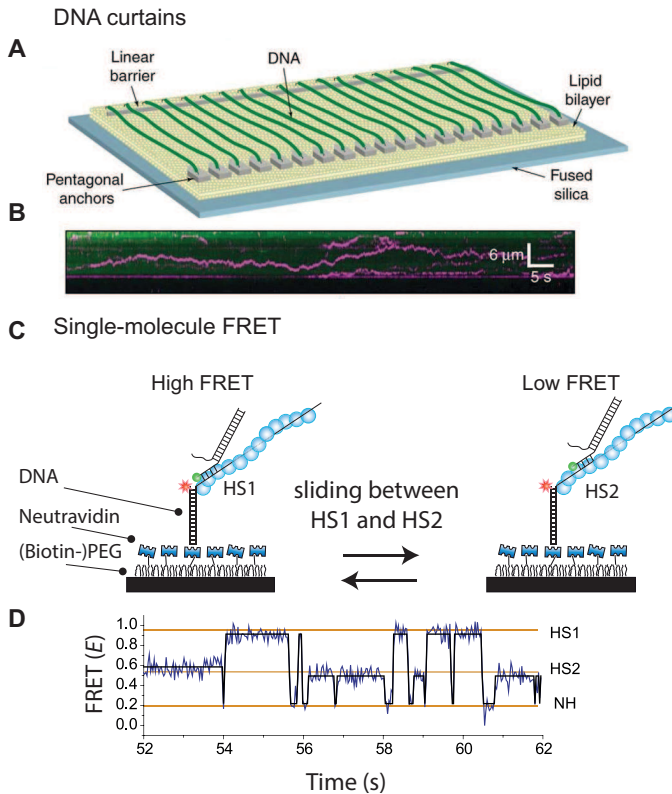 DNA curtains
A
Linear
barrier
DNA
Lipid
bilayer
Pentagonal
anchors
Fused
silica
B
6 µm
5 s
C Single-molecule FRET
High FRET
Low FRET
DNA
HS1
sliding between
HS1 and HS2
HS2
Neutravidin
(Biotin-)PEG
D
FRET (E)
1.0
0.8
0.6
0.4
0.2
0.0
HS1
HS2
NH
52 54 56 58 60 62
Time (s)